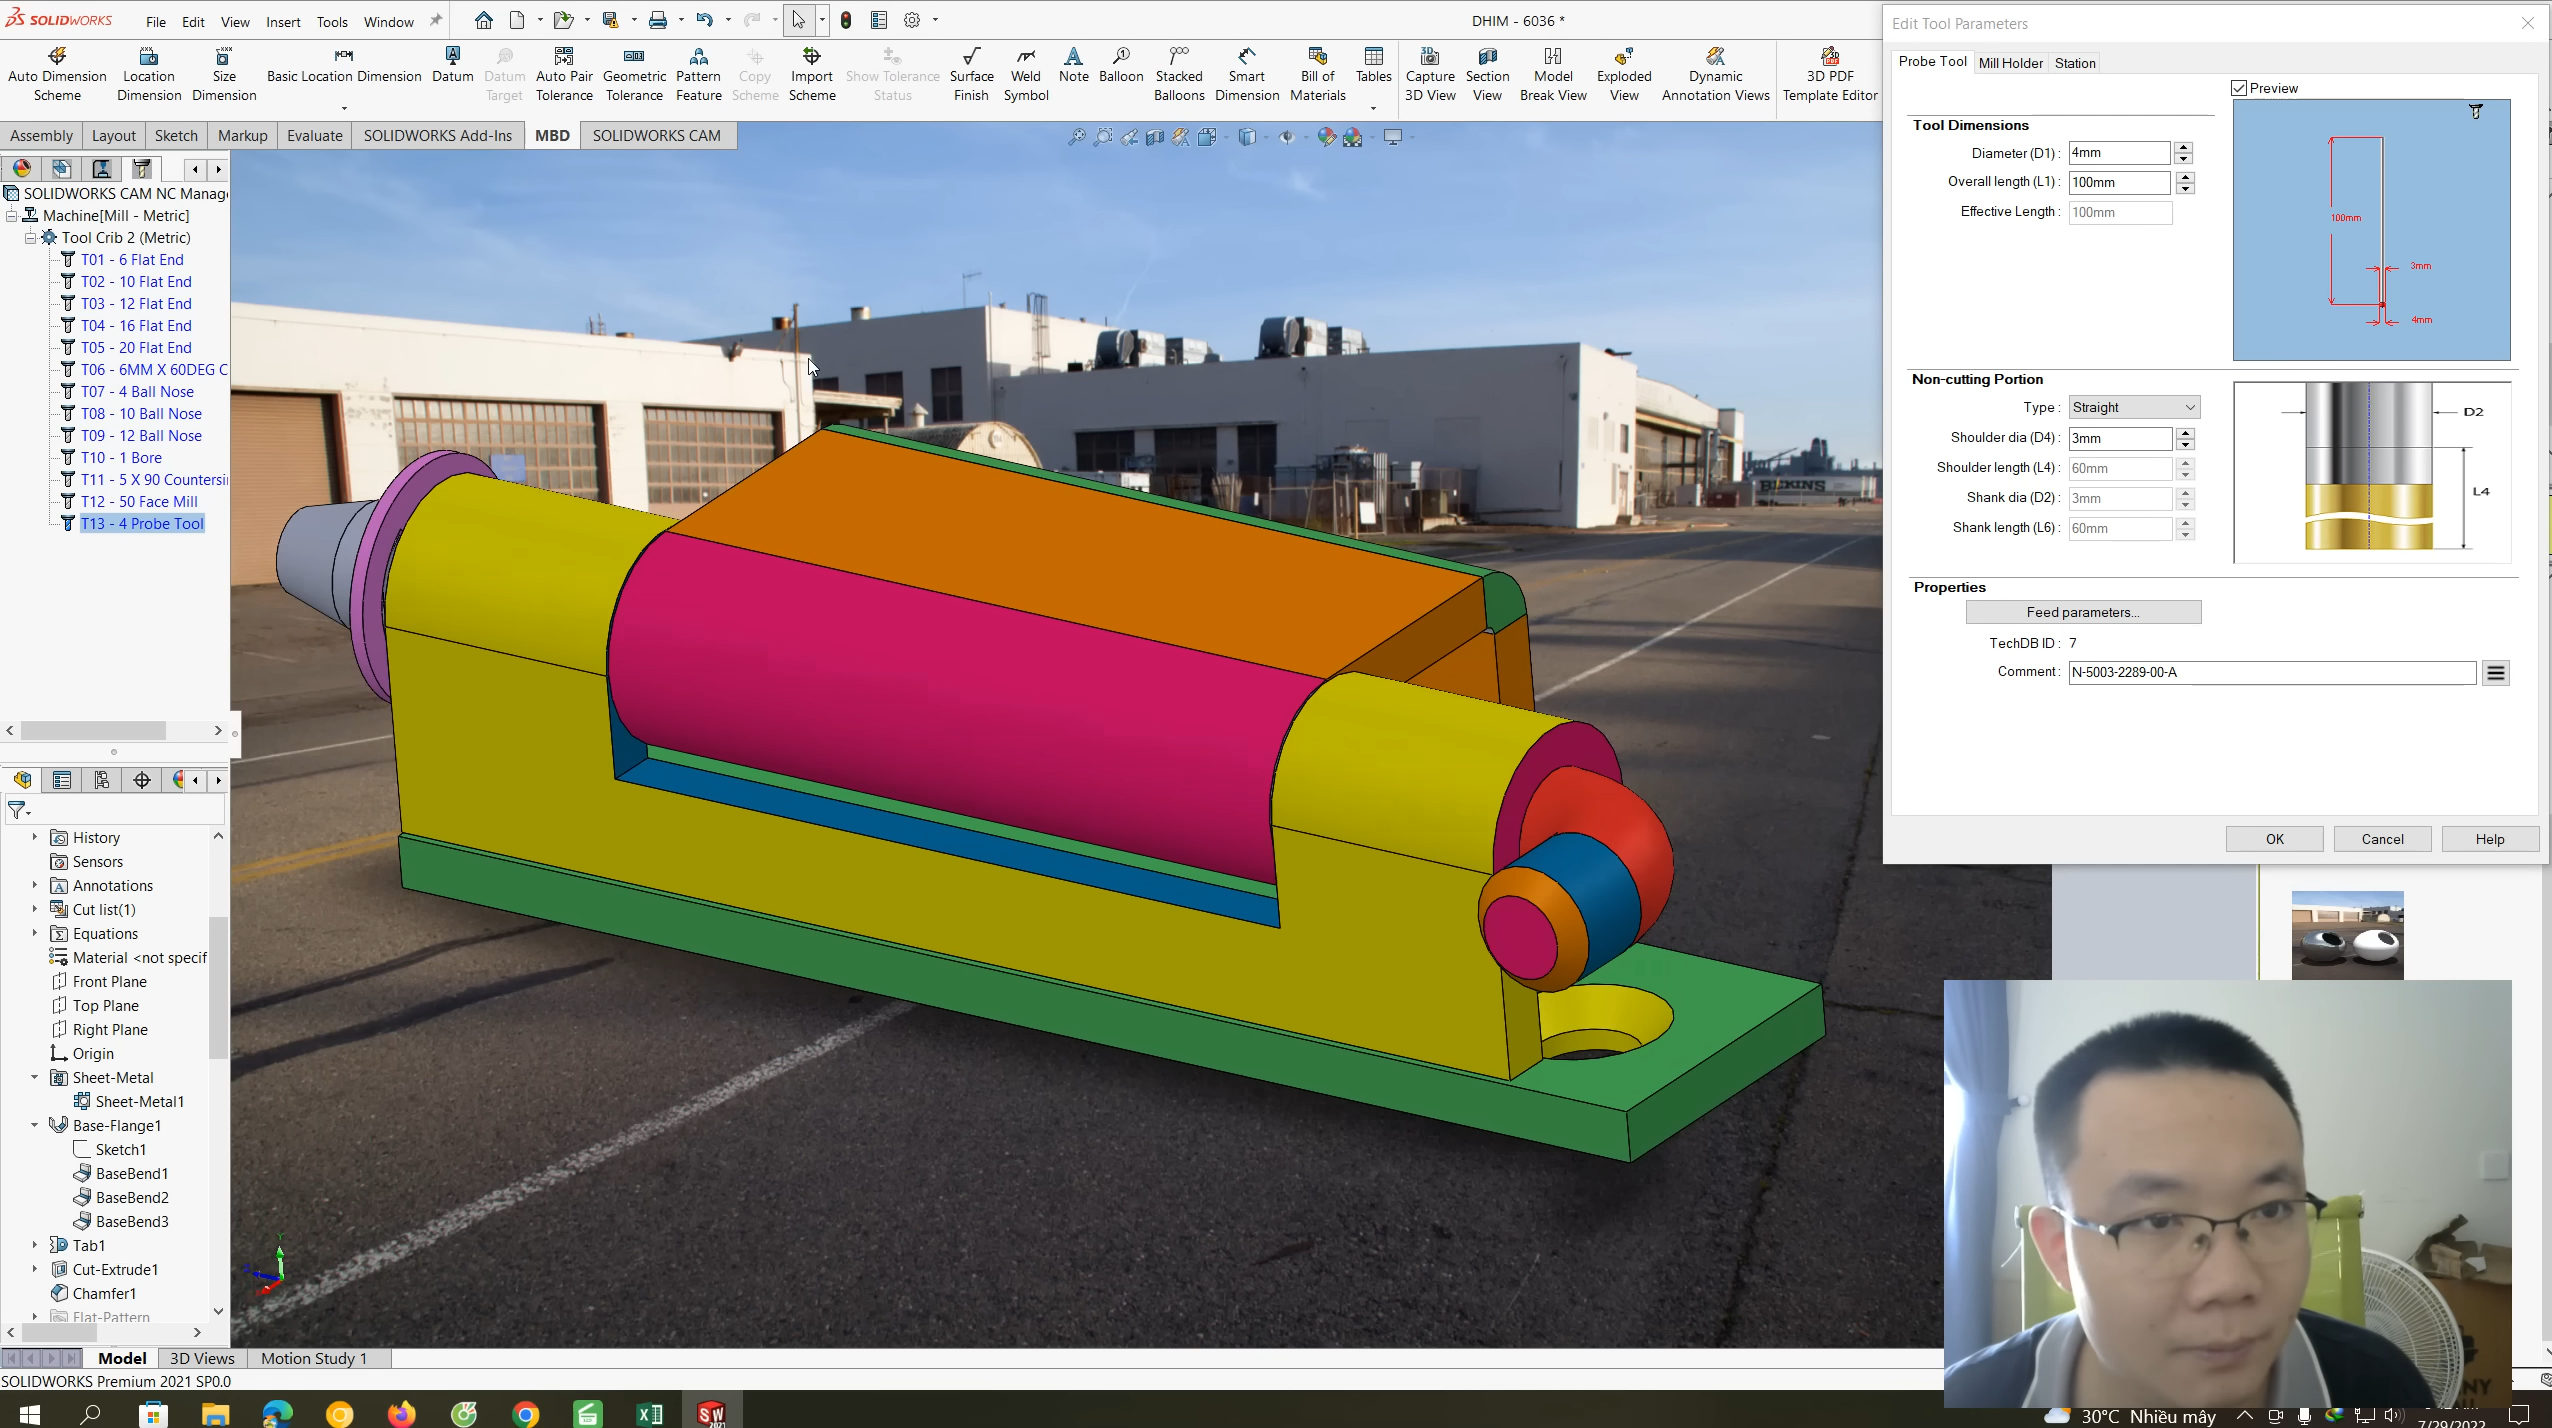 SOLIDWORKS File Edit View Insert Tools Window DHIM - 6036 *
Auto Dimension Scheme
Location Dimension
Size Dimension
Basic Location Dimension
Datum
Datum Target
Auto Pair Tolerance
Geometric Tolerance
Pattern Feature
Copy Scheme
Import Scheme
Show Tolerance Status
Surface Finish
Weld Symbol
Note
Balloon
Stacked Balloons
Smart Dimension
Bill of Materials
Tables
Capture 3D View
Section View
Model Break View
Exploded View
Dynamic Annotation Views
3D PDF Template Editor
Assembly Layout Sketch Markup Evaluate SOLIDWORKS Add-Ins MBD SOLIDWORKS CAM
SOLIDWORKS CAM NC Manag
Machine[Mill - Metric]
Tool Crib 2 (Metric)
T01 - 6 Flat End
T02 - 10 Flat End
T03 - 12 Flat End
T04 - 16 Flat End
T05 - 20 Flat End
T06 - 6MM X 60DEG C
T07 - 4 Ball Nose
T08 - 10 Ball Nose
T09 - 12 Ball Nose
T10 - 1 Bore
T11 - 5 X 90 Countersi
T12 - 50 Face Mill
T13 - 4 Probe Tool
History
Sensors
Annotations
Cut list(1)
Equations
Material <not specif
Front Plane
Top Plane
Right Plane
Origin
Sheet-Metal
Sheet-Metal1
Base-Flange1
Sketch1
BaseBend1
BaseBend2
BaseBend3
Tab1
Cut-Extrude1
Chamfer1
Flat-Pattern
Model 3D Views Motion Study 1
SOLIDWORKS Premium 2021 SP0.0
Edit Tool Parameters
Probe Tool Mill Holder Station
Preview
Tool Dimensions
Diameter (D1) : 4mm
Overall length (L1) : 100mm
Effective Length : 100mm
100mm
3mm
4mm
Non-cutting Portion
Type : Straight
Shoulder dia (D4) : 3mm
Shoulder length (L4) : 60mm
Shank dia (D2) : 3mm
Shank length (L6) : 60mm
D2
L4
Properties
Feed parameters...
TechDB ID : 7
Comment : N-5003-2289-00-A
OK Cancel Help
BEKINS
30°C Nhiều mây
7/29/2022